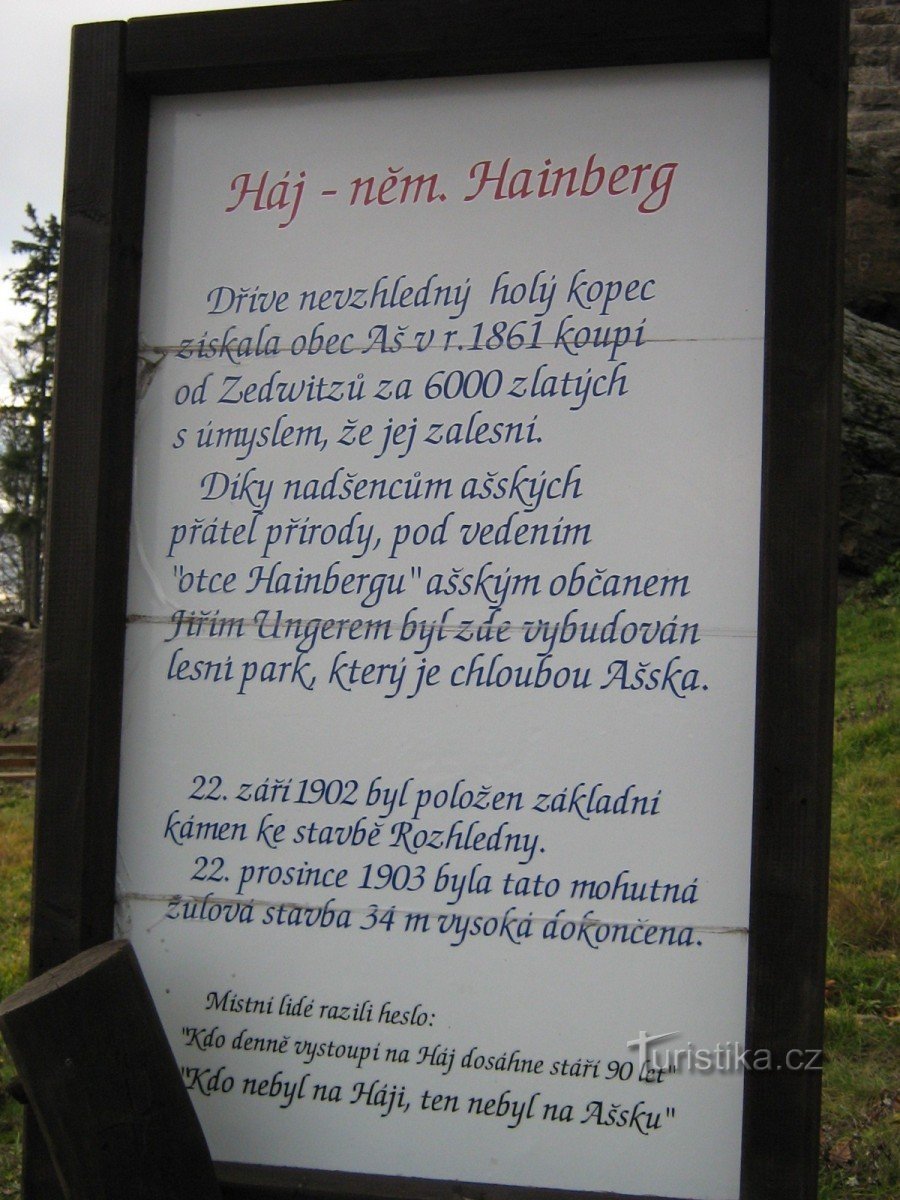 Háj - něm. Hainberg
Dříve nevzhledný holý kopec
získala obec Aš v r.1861 koupí
od Zedwitzů za 6000 zlatých
s úmyslem, že jej zalesní.
Díky nadšencům ašských
přátel přírody, pod vedením
"otce Hainbergu" ašským občanem
Jiřím Ungerem byl zde vybudován
lesní park, který je chloubou Ašska.
22. září 1902 byl položen základní
kámen ke stavbě Rozhledny.
22. prosince 1903 byla tato mohutná
žulová stavba 34 m vysoká dokončena.
Místní lidé razili heslo:
"Kdo denně vystoupí na Háj dosáhne stáří 90 let"
"Kdo nebyl na Háji, ten nebyl na Ašsku"
Turistika.cz